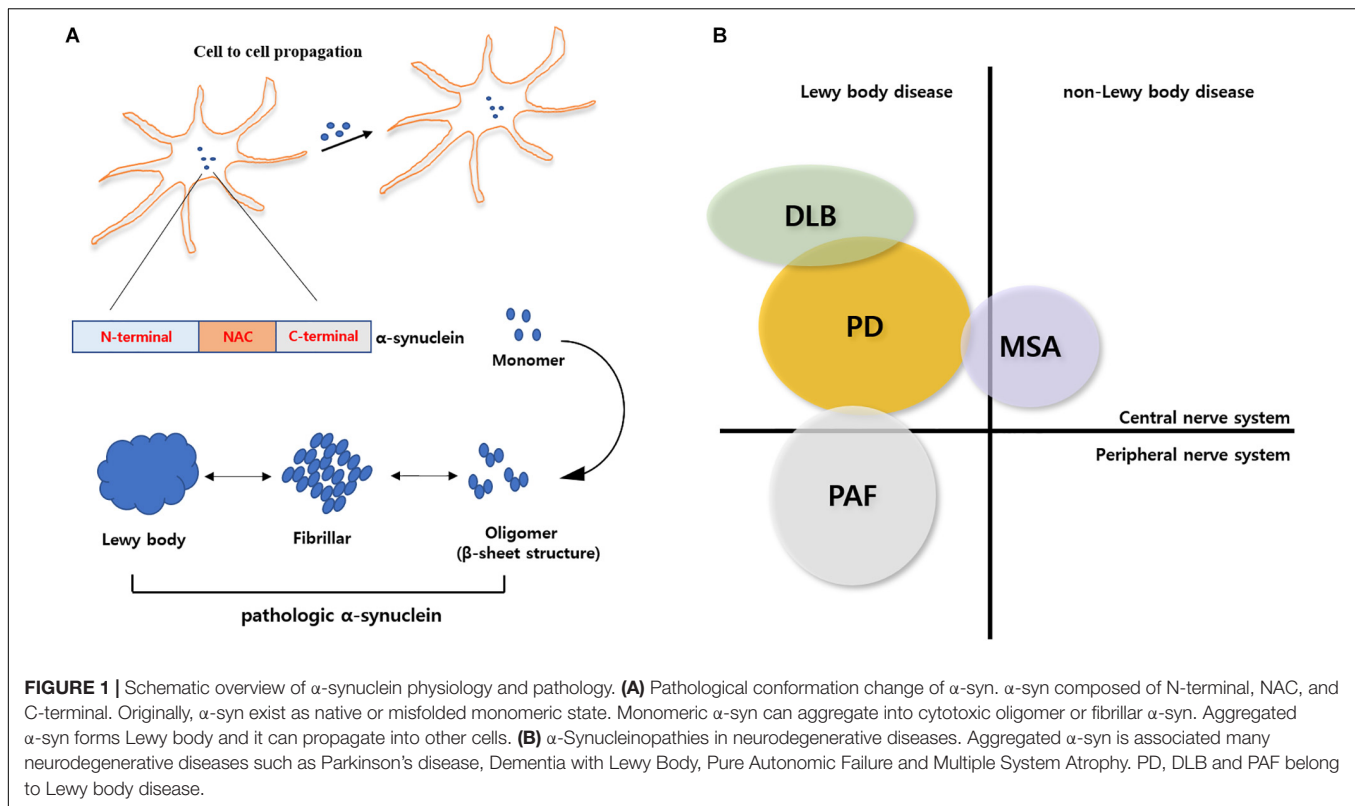 A
Cell to cell propagation
N-terminal NAC C-terminal α-synuclein
Monomer
Lewy body
Fibrillar
Oligomer
(β-sheet structure)
pathologic α-synuclein
B
Lewy body disease
non-Lewy body disease
DLB
PD
MSA
Central nerve system
Peripheral nerve system
PAF
FIGURE 1 | Schematic overview of α-synuclein physiology and pathology. (A) Pathological conformation change of α-syn. α-syn composed of N-terminal, NAC, and
C-terminal. Originally, α-syn exist as native or misfolded monomeric state. Monomeric α-syn can aggregate into cytotoxic oligomer or fibrillar α-syn. Aggregated
α-syn forms Lewy body and it can propagate into other cells. (B) α-Synucleinopathies in neurodegenerative diseases. Aggregated α-syn is associated many
neurodegenerative diseases such as Parkinson's disease, Dementia with Lewy Body, Pure Autonomic Failure and Multiple System Atrophy. PD, DLB and PAF belong
to Lewy body disease.